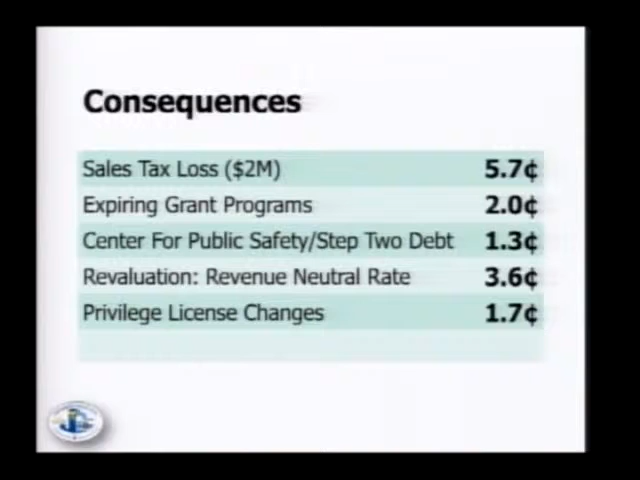 Consequences
Sales Tax Loss ($2M) 5.7¢
Expiring Grant Programs 2.0¢
Center For Public Safety/Step Two Debt 1.3¢
Revaluation: Revenue Neutral Rate 3.6¢
Privilege License Changes 1.7¢